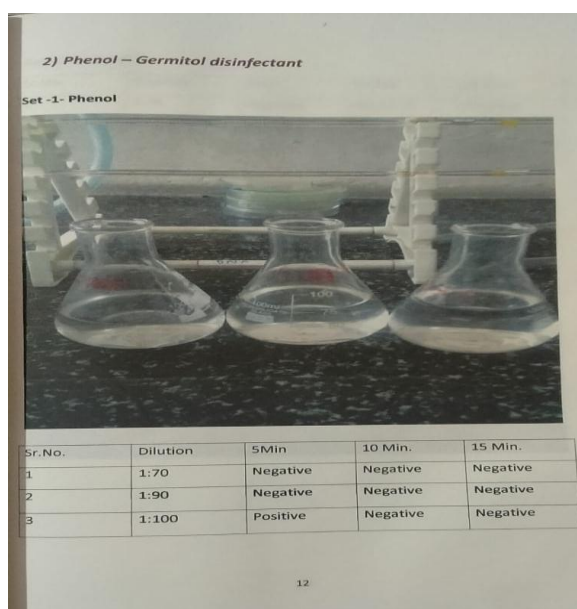 2) Phenol – Germitol disinfectant
Set -1- Phenol
100
Sr.No. Dilution 5Min 10 Min. 15 Min.
1 1:70 Negative Negative Negative
2 1:90 Negative Negative Negative
3 1:100 Positive Negative Negative
12